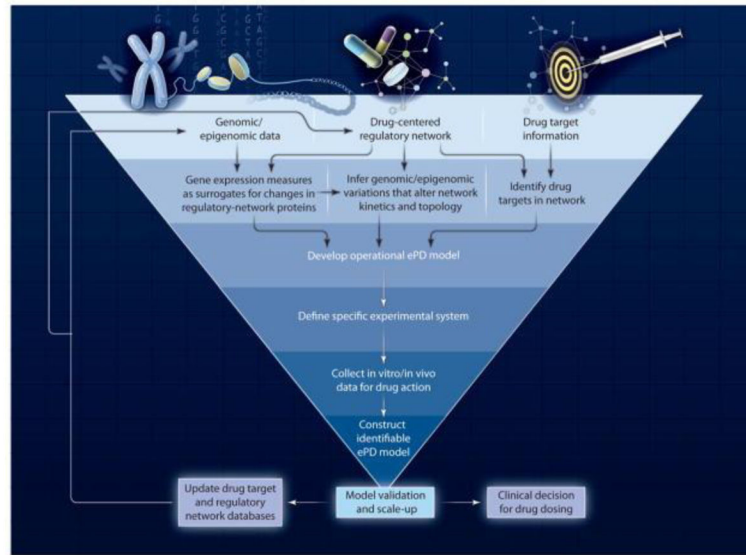 Genomic/
epigenomic data
Drug-centered
regulatory network
Drug target
information
Gene expression measures
as surrogates for changes in
regulatory-network proteins
Infer genomic/epigenomic
variations that alter network
kinetics and topology
Identify drug
targets in network
Develop operational ePD model
Define specific experimental system
Collect in vitro/in vivo
data for drug action
Construct
identifiable
ePD model
Update drug target
and regulatory
network databases
Model validation
and scale-up
Clinical decision
for drug dosing